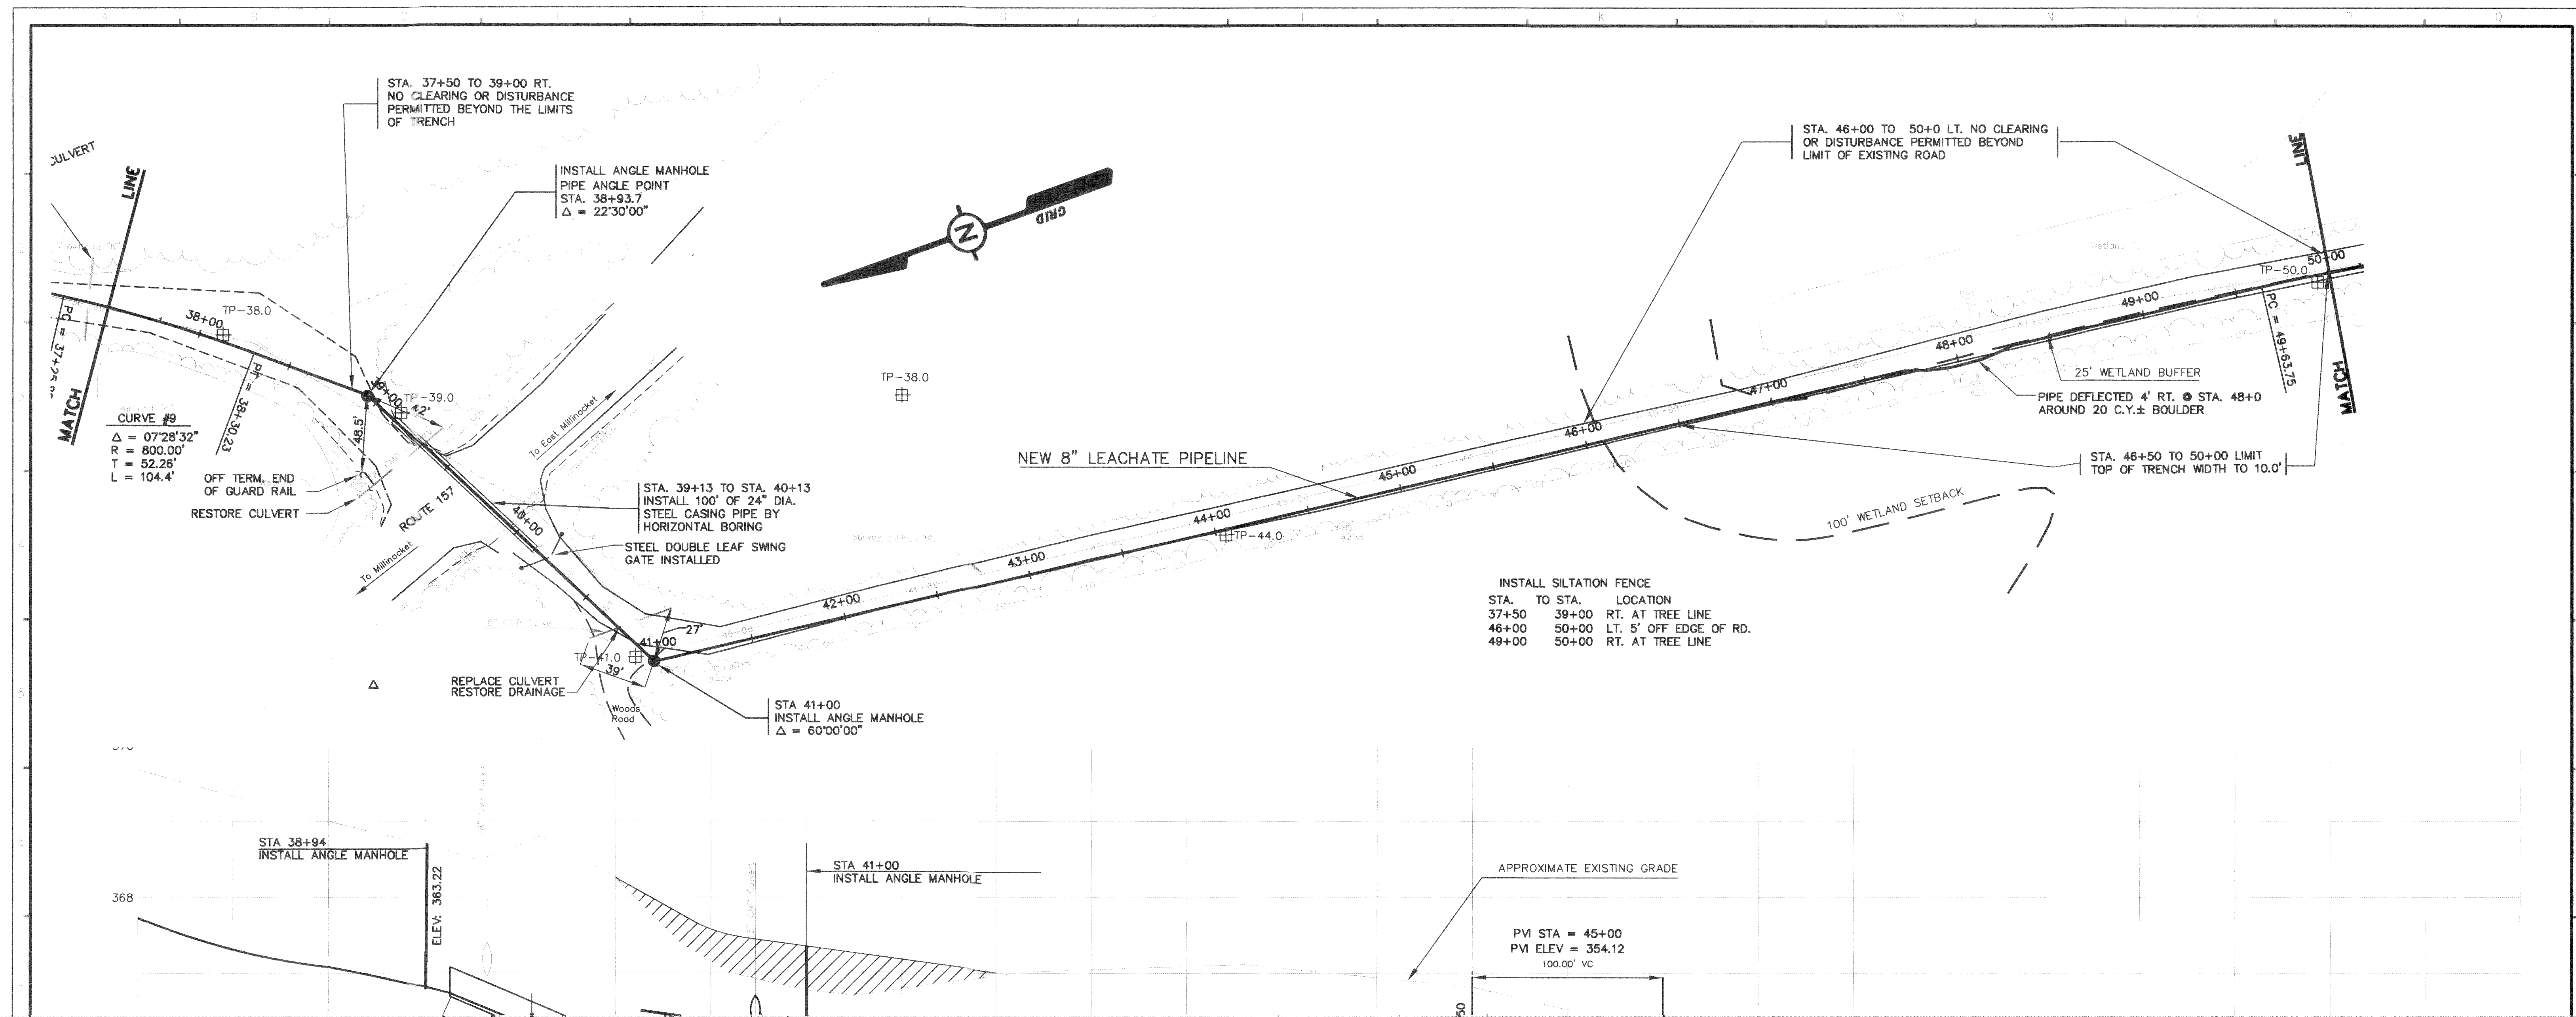 STA. 37+50 TO 39+00 RT.
NO CLEARING OR DISTURBANCE
PERMITTED BEYOND THE LIMITS
OF TRENCH
CULVERT
LINE
MATCH
INSTALL ANGLE MANHOLE
PIPE ANGLE POINT
STA. 38+93.7
Δ = 22°30'00"
N
GRID
STA. 46+00 TO 50+0 LT. NO CLEARING
OR DISTURBANCE PERMITTED BEYOND
LIMIT OF EXISTING ROAD
LINE
MATCH
38+00
TP-38.0
PT = 38+30.23
39+00
TP-39.0
42'
48.5'
CURVE #9
Δ = 07°28'32"
R = 800.00'
T = 52.26'
L = 104.4'
OFF TERM. END
OF GUARD RAIL
RESTORE CULVERT
ROUTE 157
To Millinocket
To East Millinocket
TP-38.0
STA. 39+13 TO STA. 40+13
INSTALL 100' OF 24" DIA.
STEEL CASING PIPE BY
HORIZONTAL BORING
40+00
STEEL DOUBLE LEAF SWING
GATE INSTALLED
NEW 8" LEACHATE PIPELINE
41+00
TP-41.0
27'
39'
REPLACE CULVERT
RESTORE DRAINAGE
Woods
Road
STA 41+00
INSTALL ANGLE MANHOLE
Δ = 60°00'00"
42+00
43+00
44+00
TP-44.0
45+00
46+00
47+00
48+00
49+00
50+00
TP-50.0
PC = 49+63.75
25' WETLAND BUFFER
PIPE DEFLECTED 4' RT. @ STA. 48+0
AROUND 20 C.Y.± BOULDER
STA. 46+50 TO 50+00 LIMIT
TOP OF TRENCH WIDTH TO 10.0'
100' WETLAND SETBACK
INSTALL SILTATION FENCE
STA. TO STA. LOCATION
37+50 39+00 RT. AT TREE LINE
46+00 50+00 LT. 5' OFF EDGE OF RD.
49+00 50+00 RT. AT TREE LINE
STA 38+94
INSTALL ANGLE MANHOLE
ELEV: 363.22
368
STA 41+00
INSTALL ANGLE MANHOLE
APPROXIMATE EXISTING GRADE
PVI STA = 45+00
PVI ELEV = 354.12
100.00' VC